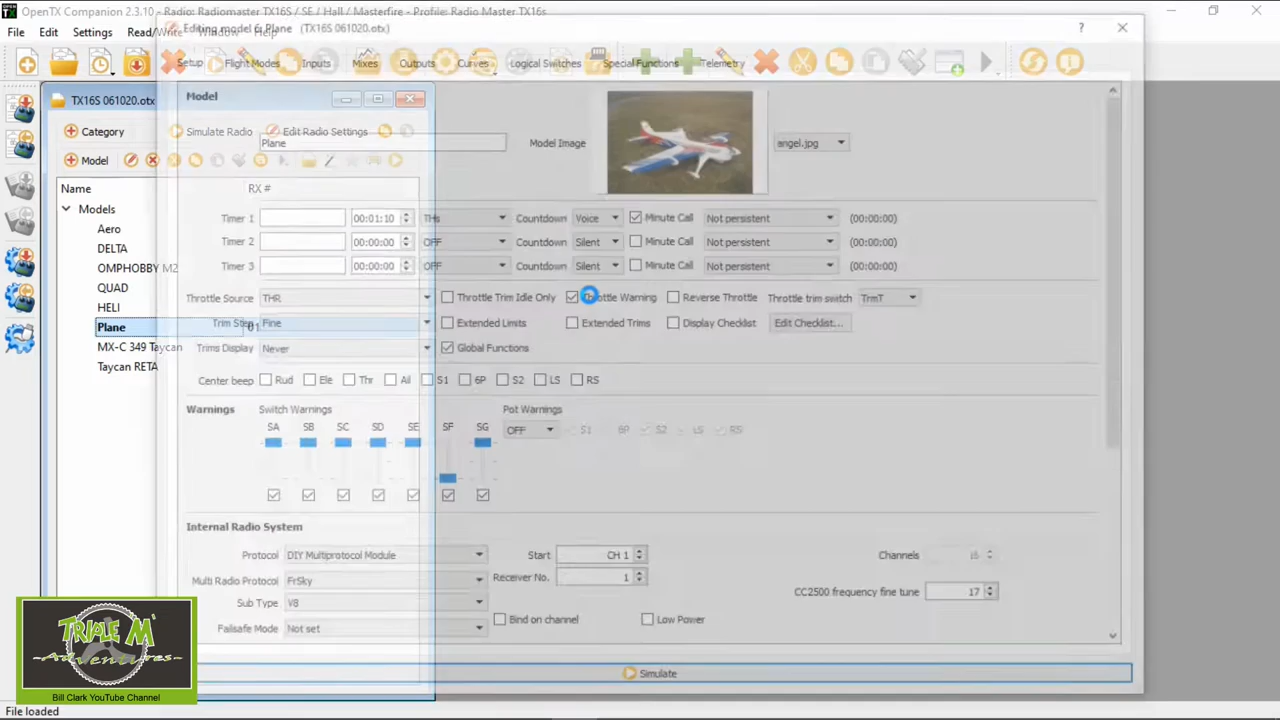 OpenTX Companion 2.3.10 - Radio: Radiomaster TX16S / SE / Hall / Masterfire - Profile: Radio Master TX16s
File Edit Settings Read/Write Window Help
Editing model 6: Plane (TX16S 061020.otx)
Setup Flight Modes Inputs Mixes Outputs Curves Logical Switches Special Functions Telemetry
TX16S 061020.otx
Model
Category Simulate Radio Edit Radio Settings
Model
Name RX #
Models
Aero
DELTA
OMPHOBBY M2
QUAD
HELI
Plane 01
MX-C 349 Taycan
Taycan RETA
Plane Model Image angel.jpg
Timer 1 00:01:10 THs Countdown Voice Minute Call Not persistent (00:00:00)
Timer 2 00:00:00 OFF Countdown Silent Minute Call Not persistent (00:00:00)
Timer 3 00:00:00 OFF Countdown Silent Minute Call Not persistent (00:00:00)
Throttle Source THR Throttle Trim Idle Only Throttle Warning Reverse Throttle Throttle trim switch TrmT
Trim Step Fine Extended Limits Extended Trims Display Checklist Edit Checklist...
Trims Display Never Global Functions
Center beep Rud Ele Thr Ail S1 6P S2 LS RS
Warnings Switch Warnings Pot Warnings
SA SB SC SD SE SF SG OFF S1 6P S2 LS RS
Internal Radio System
Protocol DIY Multiprotocol Module Start CH 1 Channels 16
Multi Radio Protocol FrSky Receiver No. 1 CC2500 frequency fine tune 17
Sub Type V8
Failsafe Mode Not set Bind on channel Low Power
Simulate
TRIPLE M
Adventures
Bill Clark YouTube Channel
File loaded